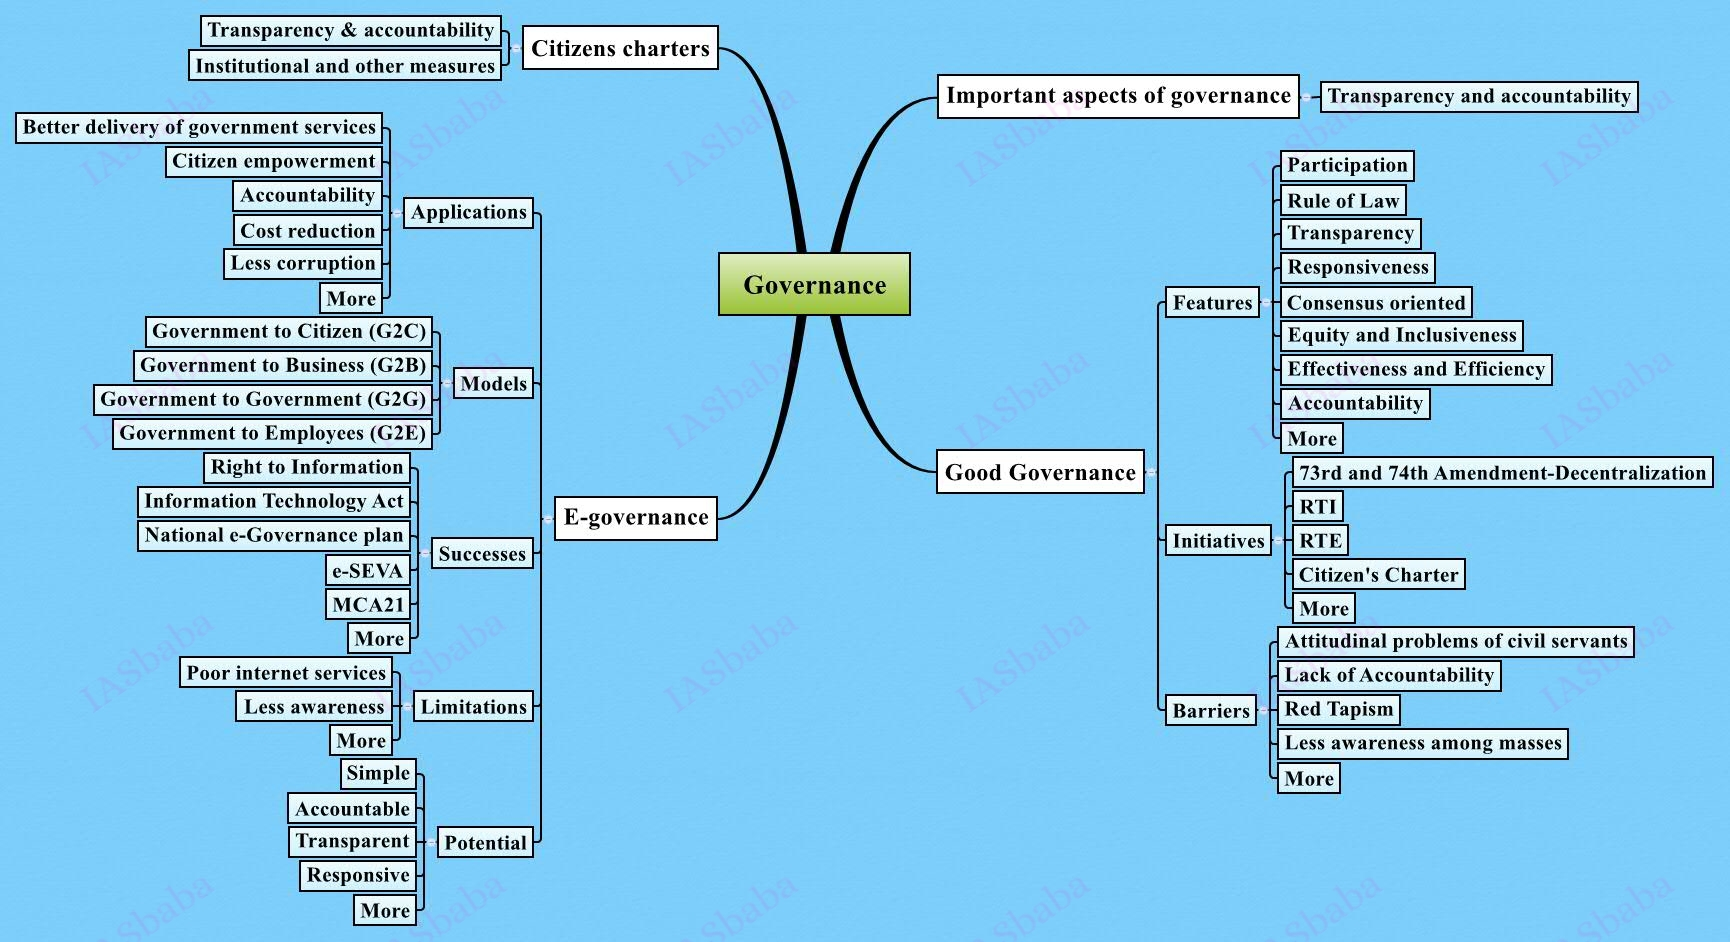 Governance
Citizens charters
Transparency & accountability
Institutional and other measures
Important aspects of governance
Transparency and accountability
Good Governance
Features
Participation
Rule of Law
Transparency
Responsiveness
Consensus oriented
Equity and Inclusiveness
Effectiveness and Efficiency
Accountability
More
Initiatives
73rd and 74th Amendment-Decentralization
RTI
RTE
Citizen's Charter
More
Barriers
Attitudinal problems of civil servants
Lack of Accountability
Red Tapism
Less awareness among masses
More
E-governance
Applications
Better delivery of government services
Citizen empowerment
Accountability
Cost reduction
Less corruption
More
Models
Government to Citizen (G2C)
Government to Business (G2B)
Government to Government (G2G)
Government to Employees (G2E)
Successes
Right to Information
Information Technology Act
National e-Governance plan
e-SEVA
MCA21
More
Limitations
Poor internet services
Less awareness
More
Potential
Simple
Accountable
Transparent
Responsive
More
IASbaba